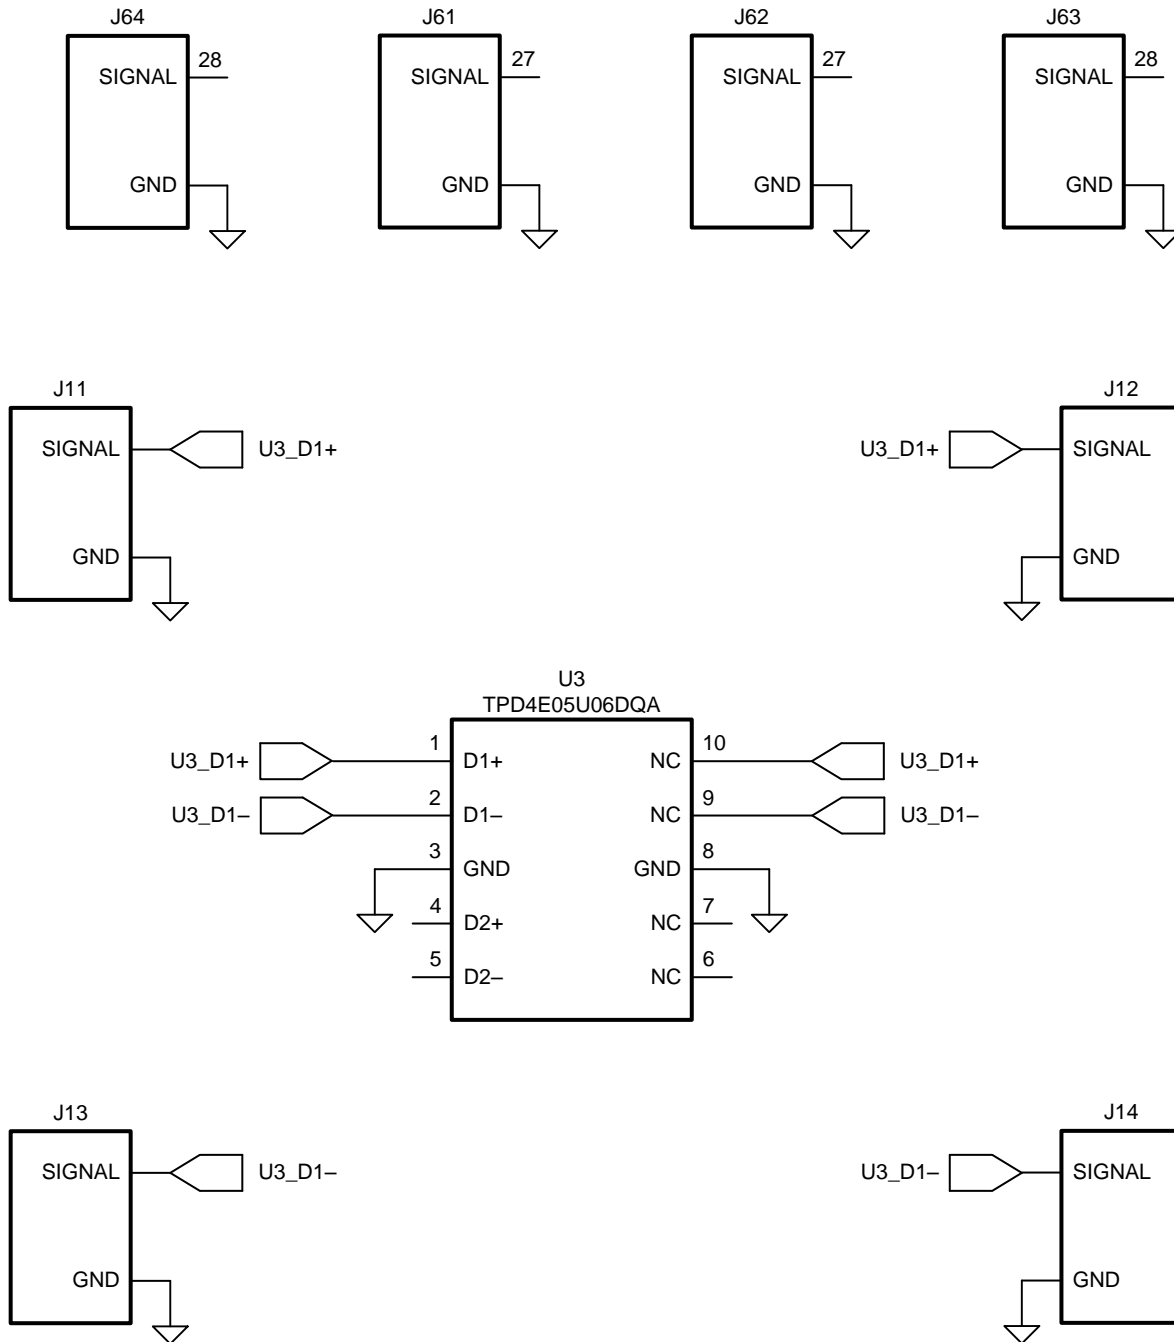 J64 J61 J62 J63
SIGNAL 28 SIGNAL 27 SIGNAL 27 SIGNAL 28
GND GND GND GND
J11 J12
SIGNAL U3_D1+ U3_D1+ SIGNAL
GND GND
U3
TPD4E05U06DQA
U3_D1+ 1 D1+ NC 10 U3_D1+
U3_D1– 2 D1– NC 9 U3_D1–
3 GND GND 8
4 D2+ NC 7
5 D2– NC 6
J13 J14
SIGNAL U3_D1– U3_D1– SIGNAL
GND GND